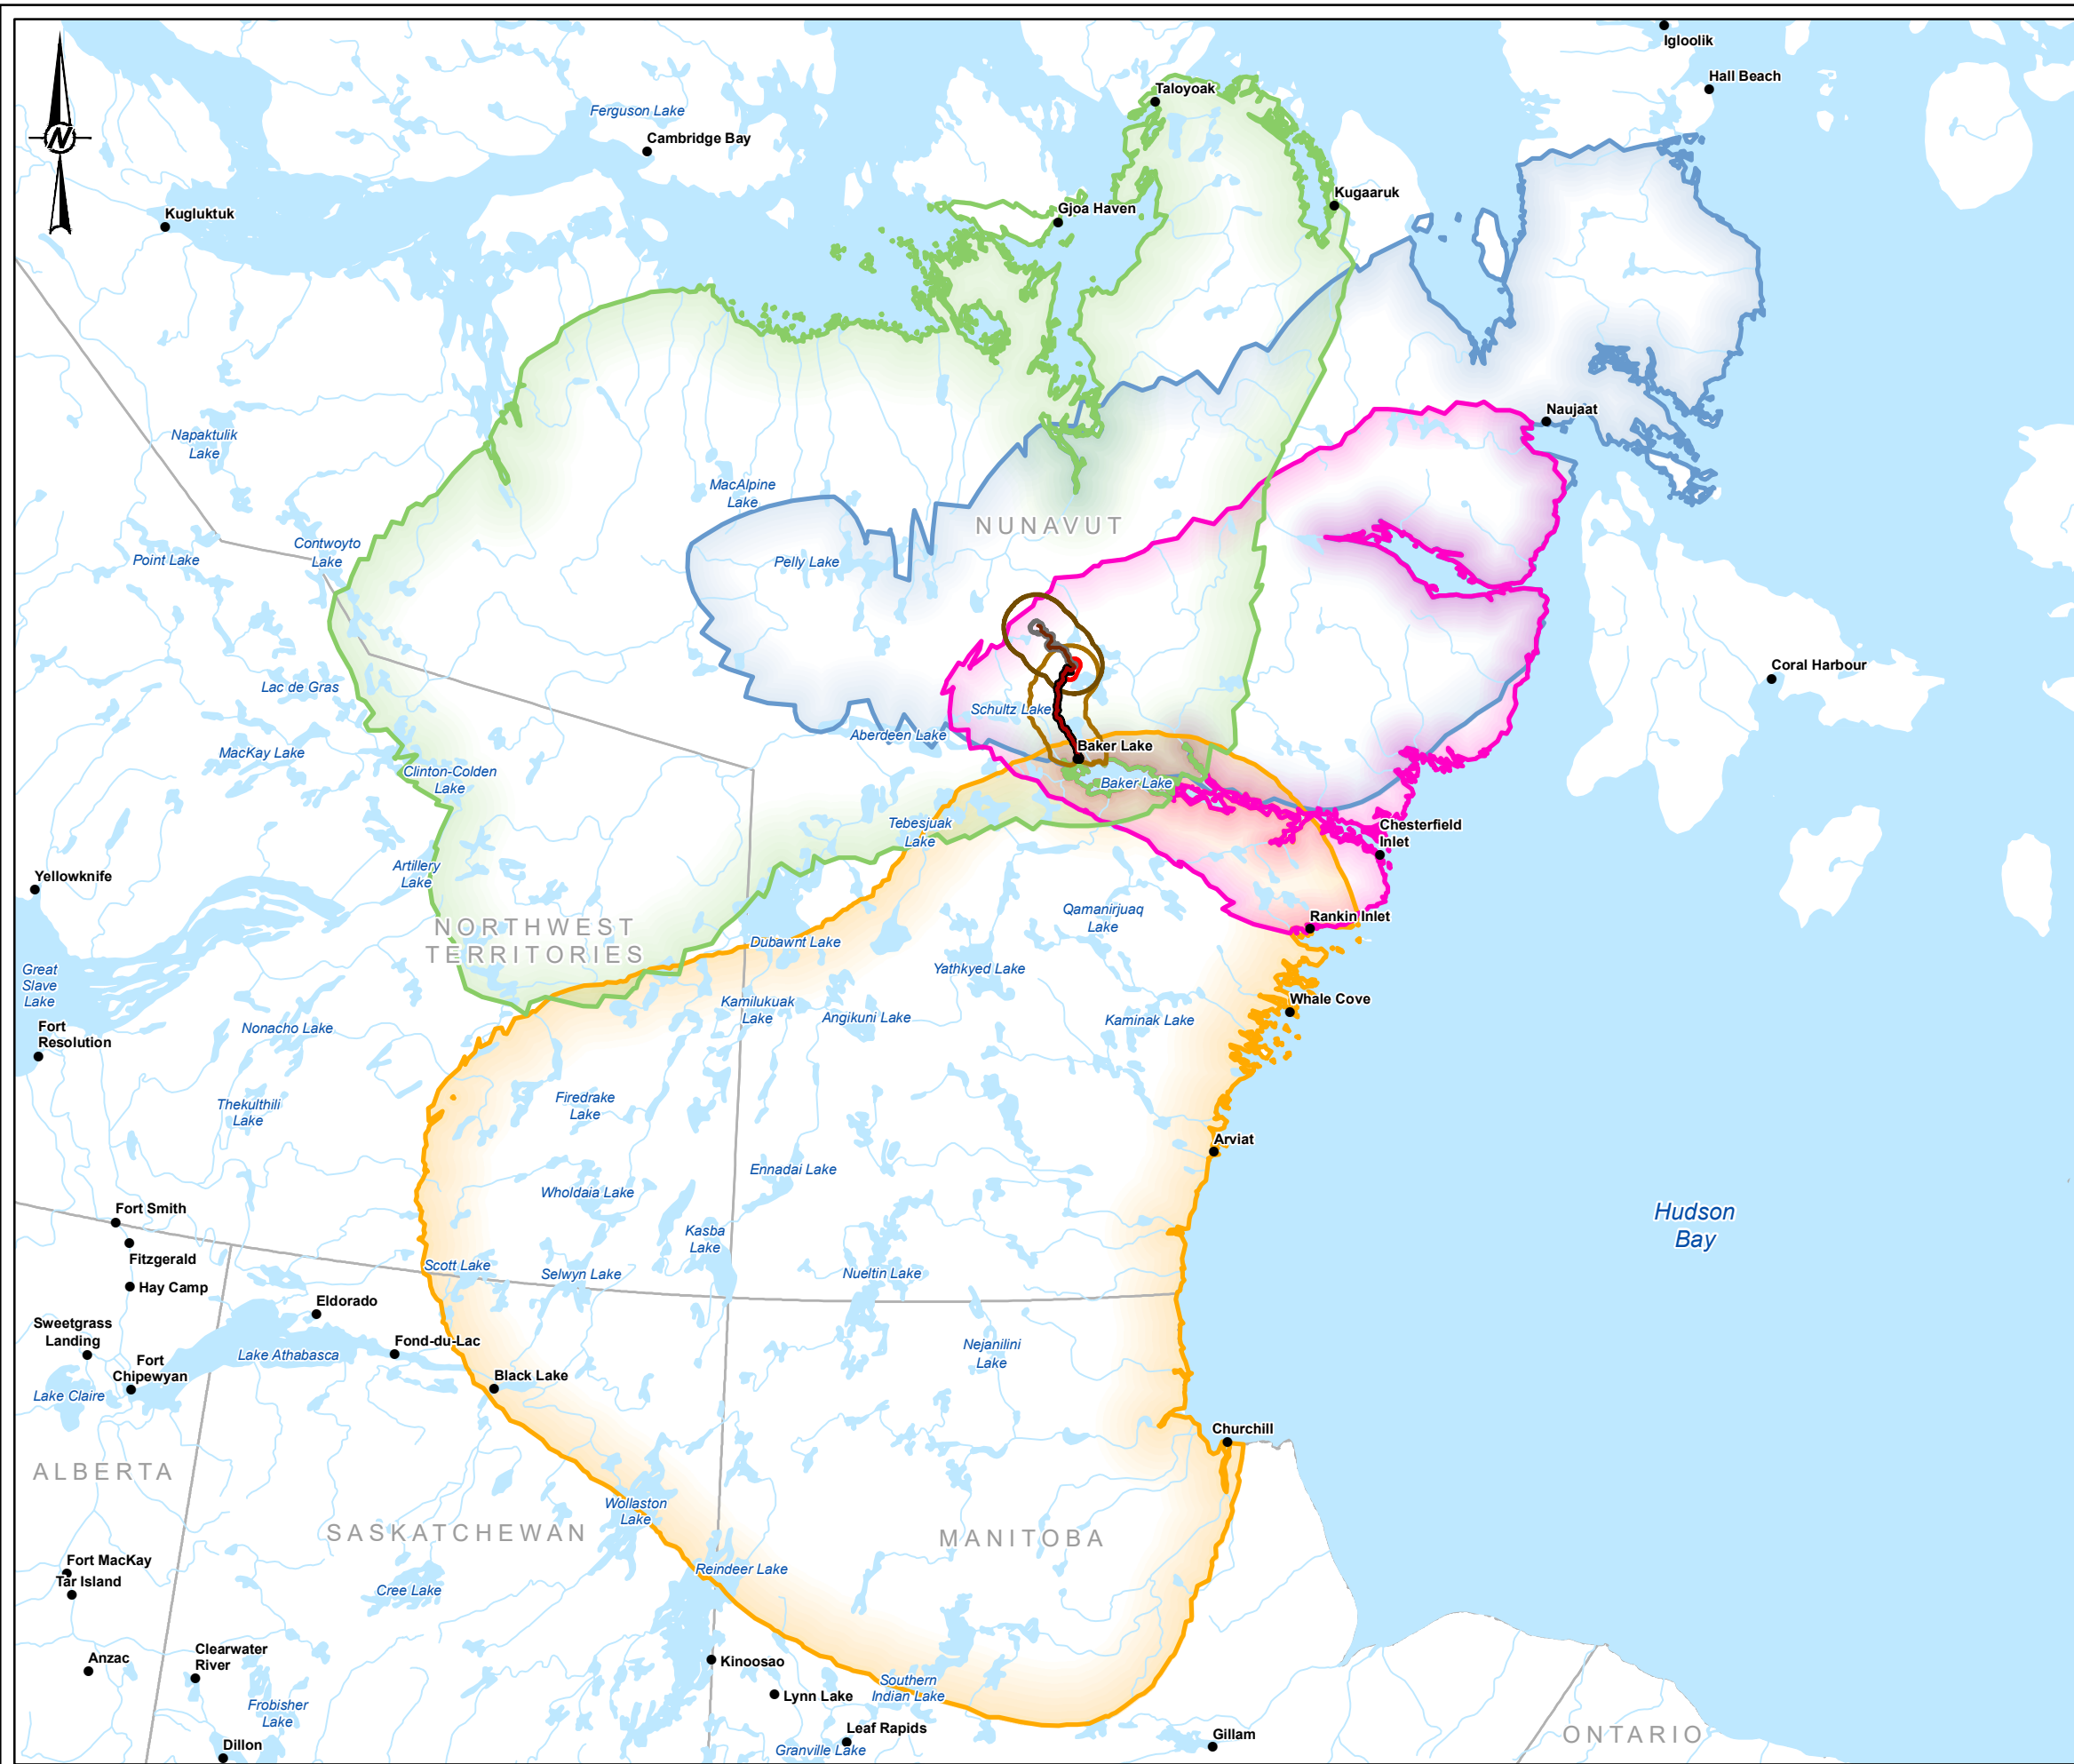 Igloolik
Hall Beach
Taloyoak
Ferguson Lake
Cambridge Bay
N
Kugluktuk
Kugaaruk
Gjoa Haven
Naujaat
Napaktulik
Lake
MacAlpine
Lake
NUNAVUT
Contwoyto
Lake
Point Lake
Pelly Lake
Coral Harbour
Lac de Gras
Schultz Lake
Aberdeen Lake
Baker Lake
MacKay Lake
Clinton-Colden
Lake
Baker Lake
Tebesjuak
Lake
Chesterfield
Inlet
Artillery
Lake
Yellowknife
NORTHWEST
TERRITORIES
Qamanirjuaq
Lake
Rankin Inlet
Dubawnt Lake
Yathkyed Lake
Great
Slave
Lake
Whale Cove
Kamilukuak
Lake
Angikuni Lake
Kaminak Lake
Fort
Resolution
Nonacho Lake
Firedrake
Lake
Thekulthili
Lake
Arviat
Ennadai Lake
Wholdaia Lake
Fort Smith
Hudson
Bay
Kasba
Lake
Fitzgerald
Scott Lake
Selwyn Lake
Nueltin Lake
Hay Camp
Eldorado
Sweetgrass
Landing
Fond-du-Lac
Lake Athabasca
Nejanilini
Lake
Fort
Chipewyan
Black Lake
Lake Claire
Churchill
ALBERTA
Wollaston
Lake
SASKATCHEWAN
MANITOBA
Fort MacKay
Tar Island
Reindeer Lake
Cree Lake
Clearwater
River
Anzac
Kinoosao
Southern
Indian Lake
Lynn Lake
Frobisher
Lake
Leaf Rapids
Gillam
ONTARIO
Dillon
Granville Lake